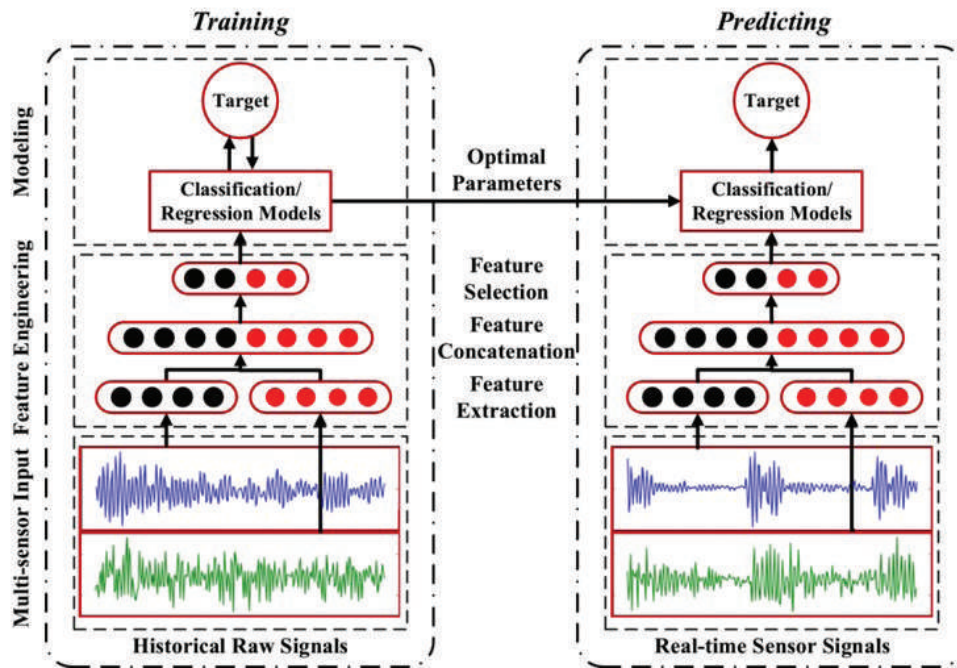 Training
Predicting
Modeling
Target
Classification/
Regression Models
Optimal
Parameters
Target
Classification/
Regression Models
Feature Engineering
Feature
Selection
Feature
Concatenation
Feature
Extraction
Multi-sensor Input
Historical Raw Signals
Real-time Sensor Signals